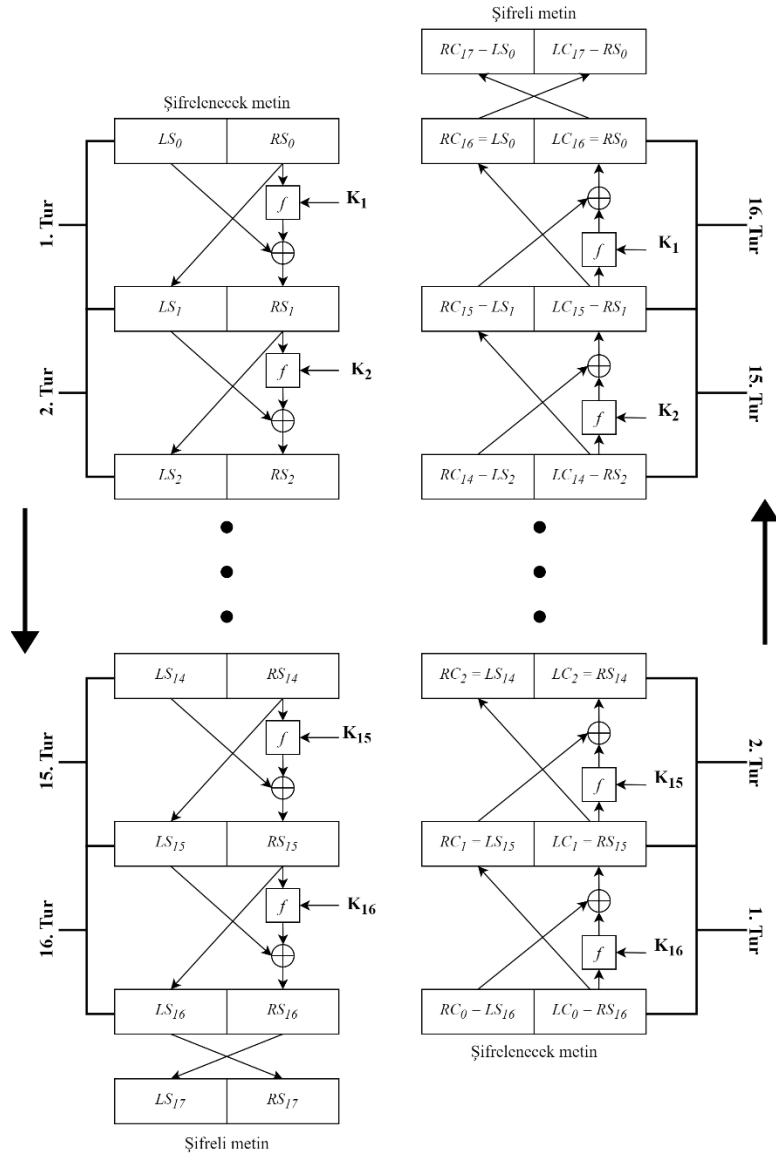 Şifrelenecek metin
LS0 RS0
K1
f
1. Tur
LS1 RS1
K2
f
2. Tur
LS2 RS2
LS14 RS14
K15
f
15. Tur
LS15 RS15
K16
f
16. Tur
LS16 RS16
LS17 RS17
Şifreli metin
Şifreli metin
RC17 – LS0 LC17 – RS0
RC16 = LS0 LC16 = RS0
16. Tur
K1
f
RC15 – LS1 LC15 – RS1
15. Tur
K2
f
RC14 – LS2 LC14 – RS2
RC2 = LS14 LC2 = RS14
2. Tur
K15
f
RC1 – LS15 LC1 – RS15
1. Tur
K16
f
RC0 – LS16 LC0 – RS16
Şifrelenecek metin